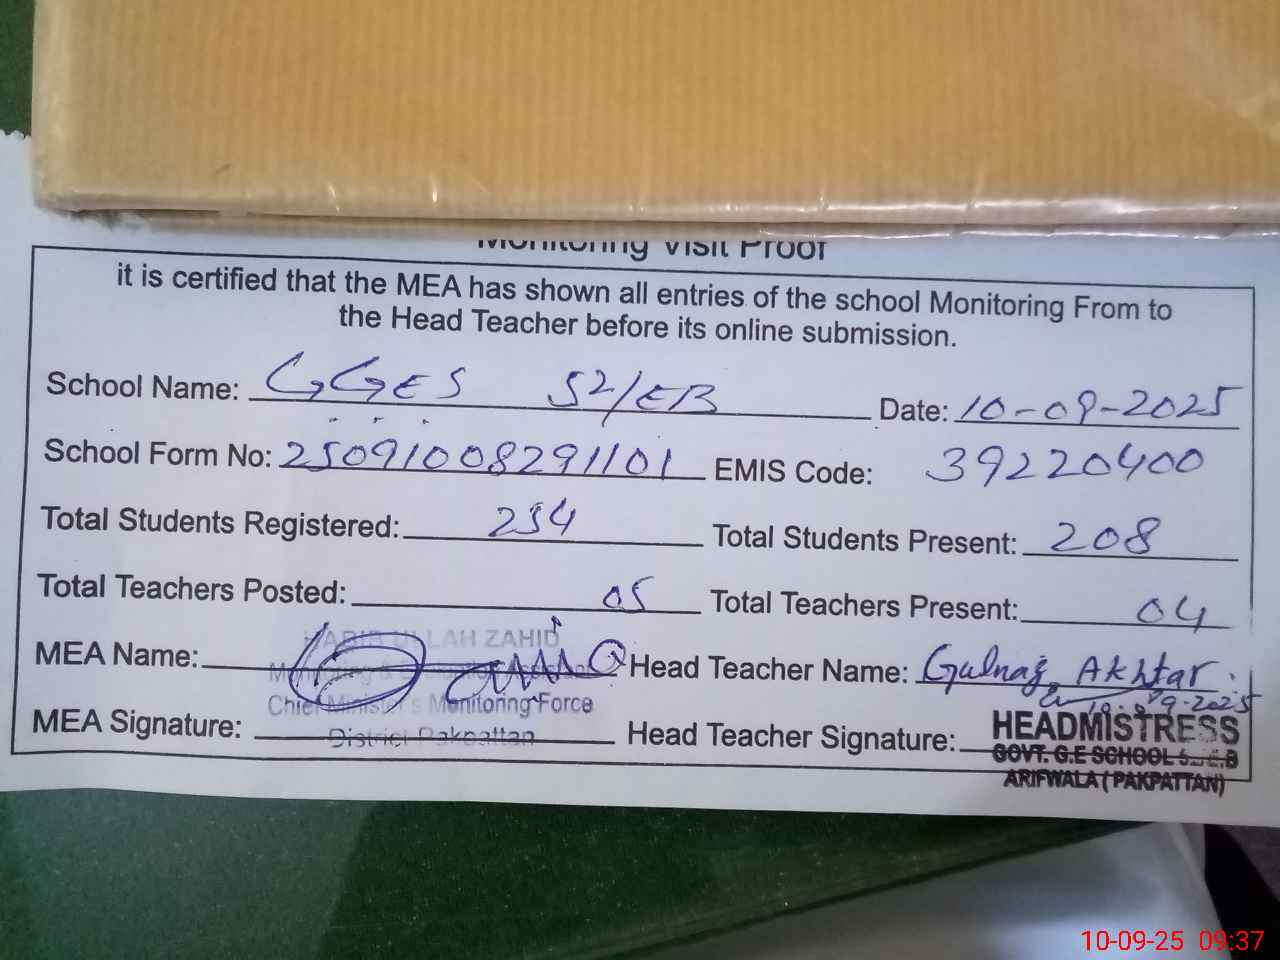 Monitoring Visit Proof
it is certified that the MEA has shown all entries of the school Monitoring From to
the Head Teacher before its online submission.
School Name: GGES 52/EB Date: 10-09-2025
School Form No: 25091008291101 EMIS Code: 39220400
Total Students Registered: 254 Total Students Present: 208
Total Teachers Posted: 05 Total Teachers Present: 04
HABIB ULLAH ZAHID
MEA Name: Head Teacher Name: Gulnaz Akhtar
Monitoring &
10-09-2025
Chief Minister's Monitoring Force
MEA Signature: Head Teacher Signature: HEADMISTRESS
District Pakpattan
GOVT. G.E SCHOOL E.B
ARIFWALA (PAKPATTAN)
10-09-25 09:37